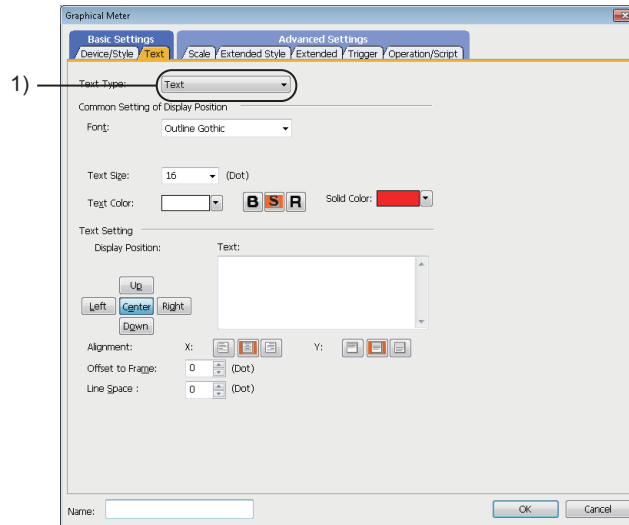 Graphical Meter
Basic Settings Advanced Settings
Device/Style Text Scale Extended Style Extended Trigger Operation/Script
1) Text Type: Text
Common Setting of Display Position
Font: Outline Gothic
Text Size: 16 (Dot)
Text Color: B S R Solid Color:
Text Setting
Display Position: Text:
Up
Left Center Right
Down
Alignment: X: Y:
Offset to Frame: 0 (Dot)
Line Space : 0 (Dot)
Name: OK Cancel